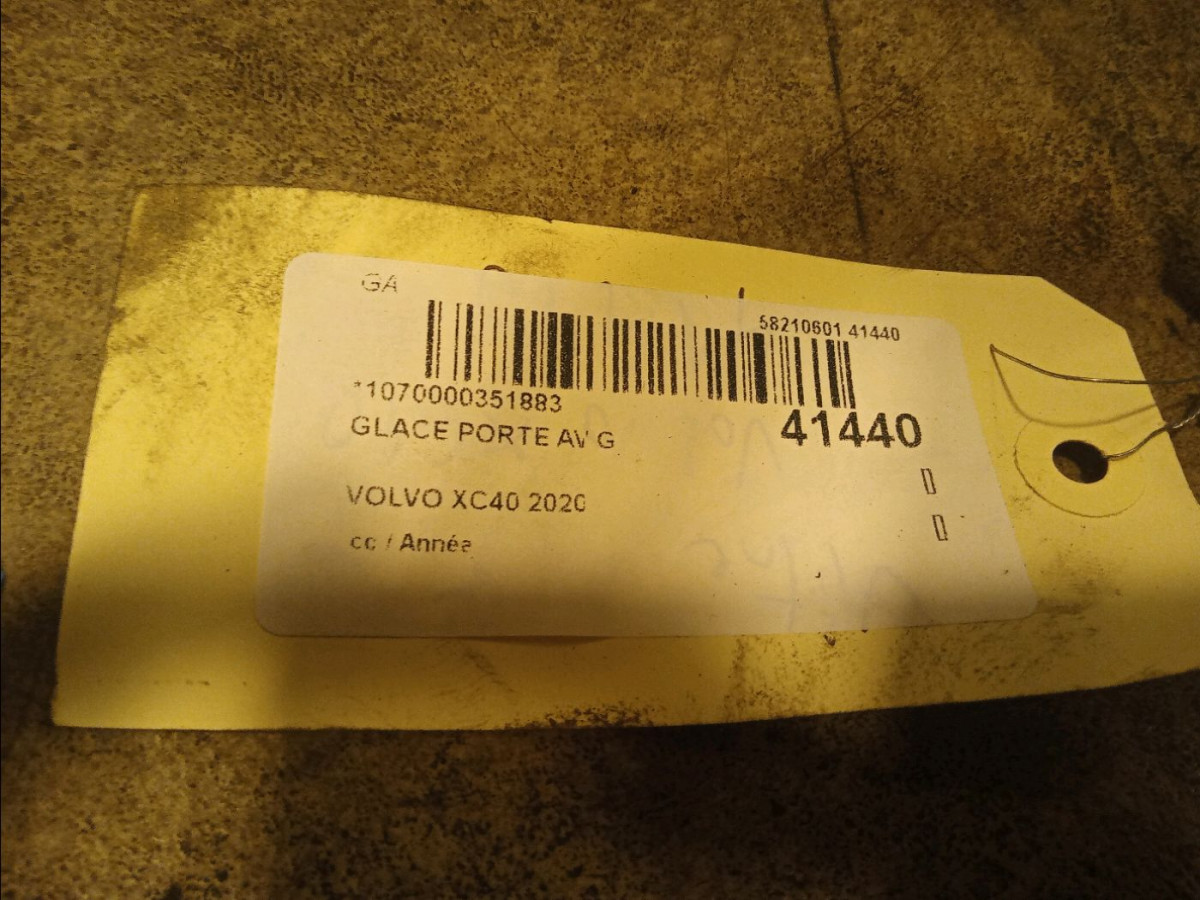 GA
58210601 41440
*1070000351883
41440
GLACE PORTE AV G
VOLVO XC40 2020
cc / Année